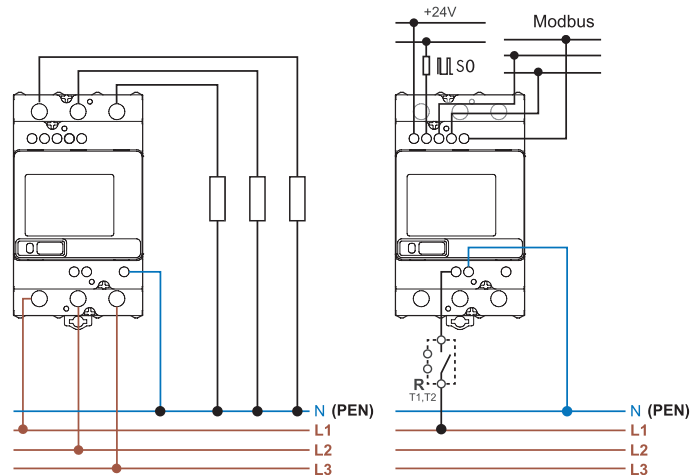 +24V
Modbus
S0
R
T1,T2
N (PEN)
L1
L2
L3
N (PEN)
L1
L2
L3